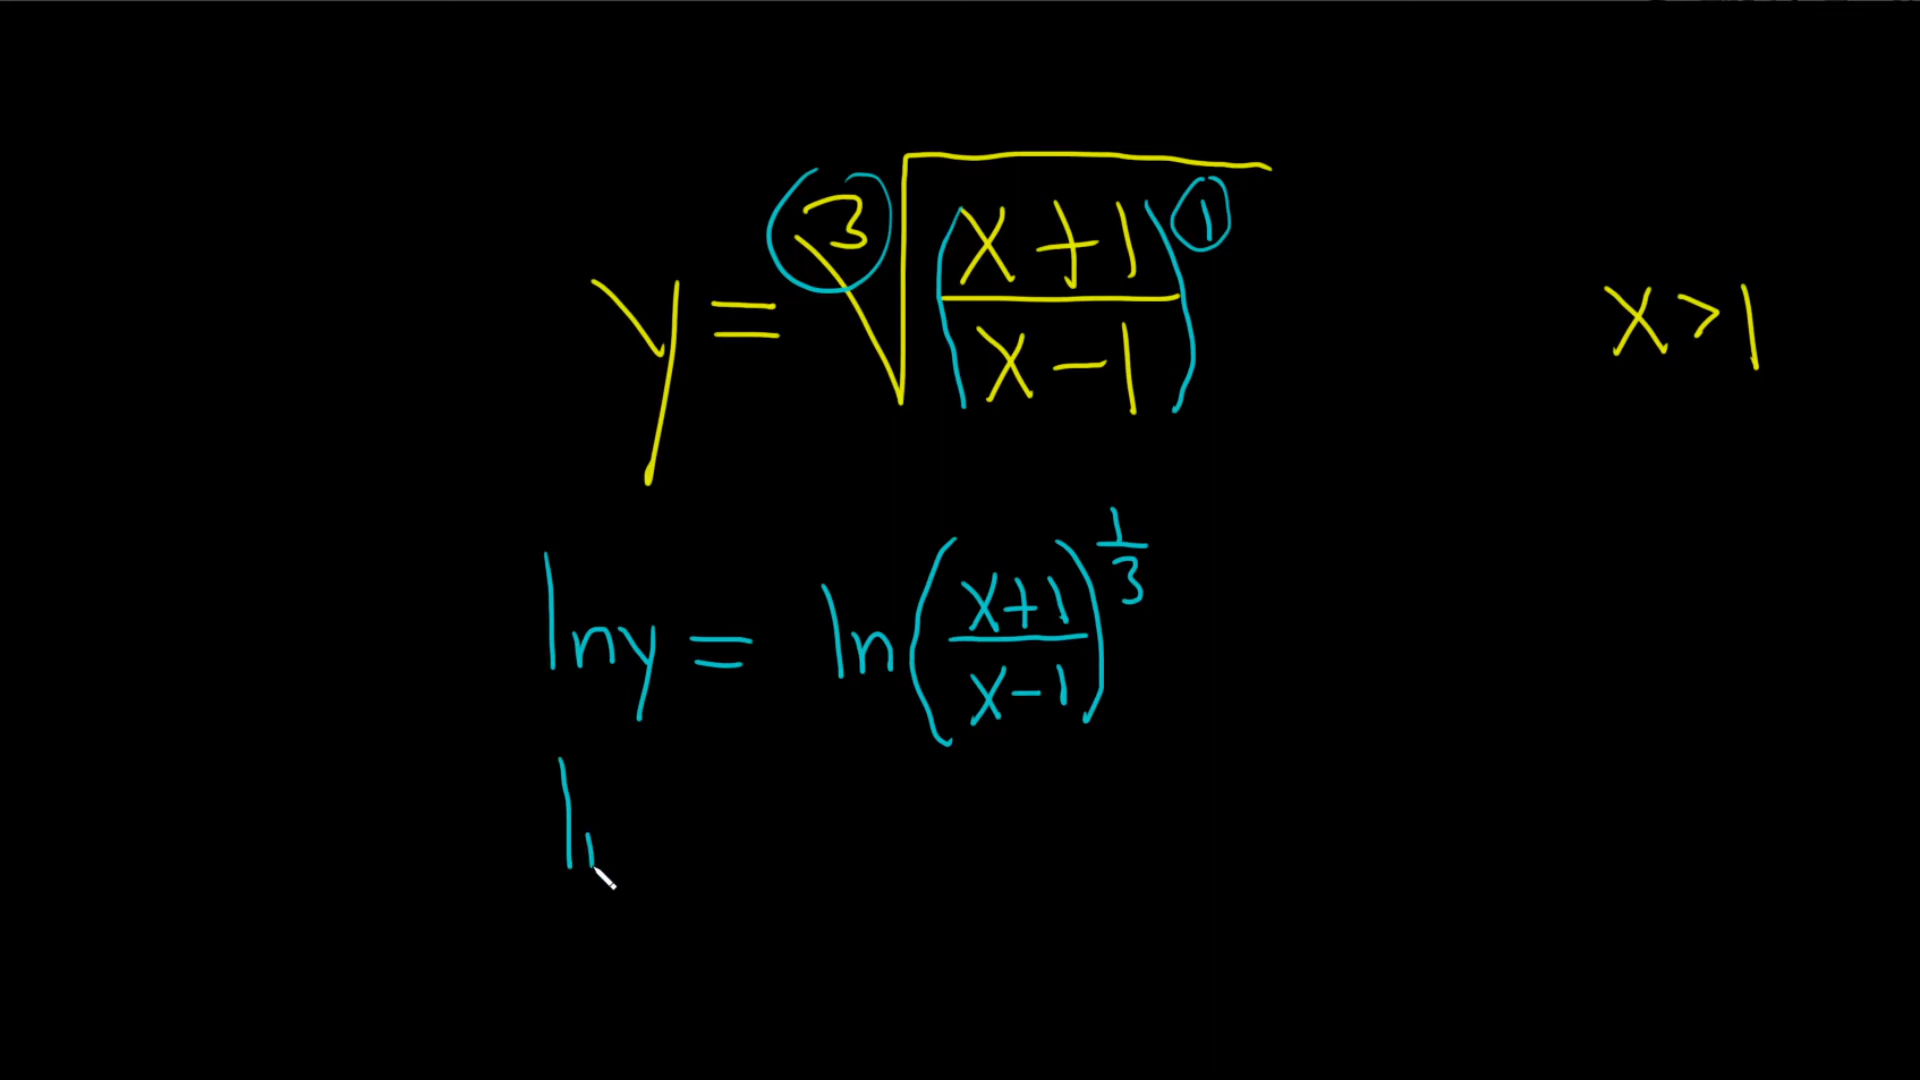 y = ∛((x+1)/(x-1))^1 x>1
ln y = ln((x+1)/(x-1))^(1/3)
l